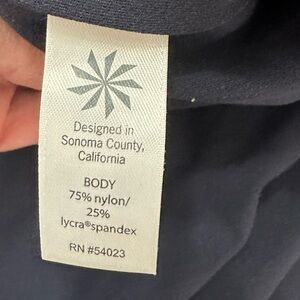 Designed in
Sonoma County,
California
BODY
75% nylon/
25%
lycra®spandex
RN #54023